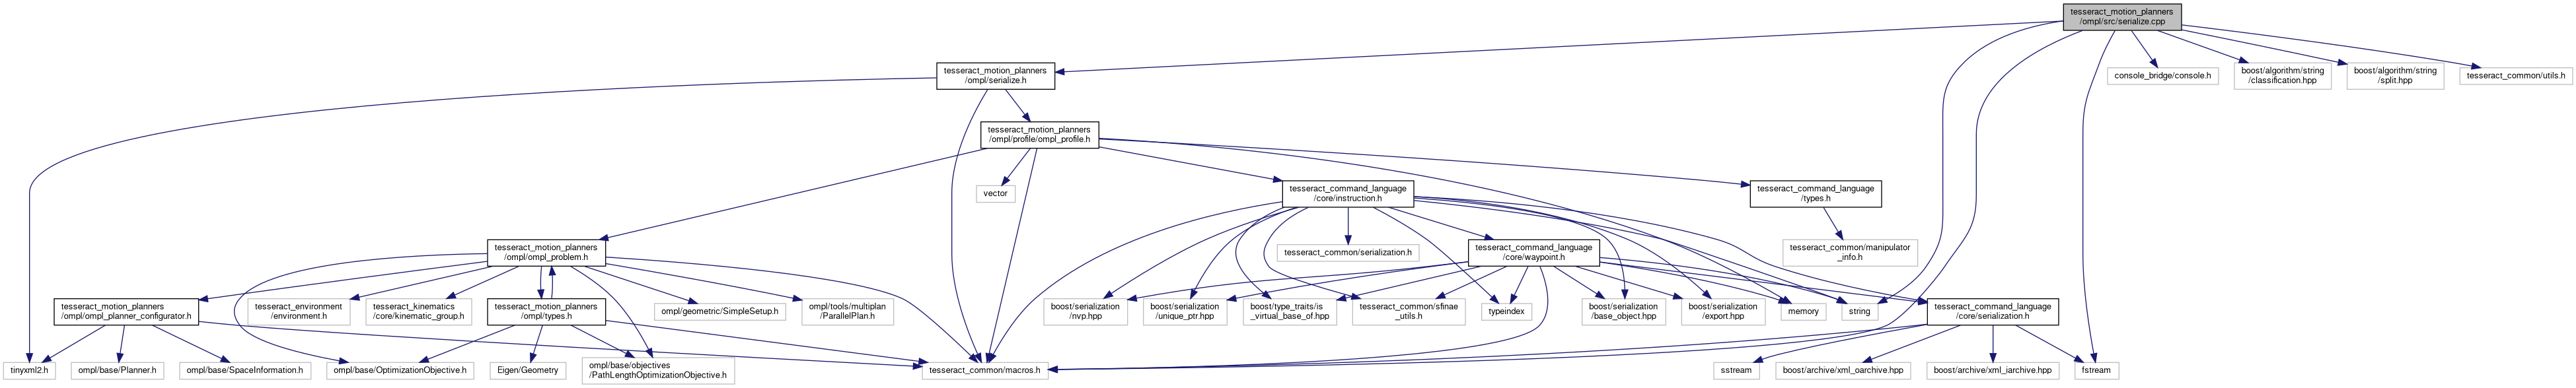 tesseract_motion_planners
/ompl/src/serialize.cpp
tesseract_motion_planners
/ompl/serialize.h
console_bridge/console.h
boost/algorithm/string
/classification.hpp
boost/algorithm/string
/split.hpp
tesseract_common/utils.h
tesseract_motion_planners
/ompl/profile/ompl_profile.h
vector
tesseract_command_language
/core/instruction.h
tesseract_command_language
/types.h
tesseract_motion_planners
/ompl/ompl_problem.h
tesseract_common/serialization.h
tesseract_command_language
/core/waypoint.h
tesseract_common/manipulator
_info.h
tesseract_motion_planners
/ompl/ompl_planner_configurator.h
tesseract_environment
/environment.h
tesseract_kinematics
/core/kinematic_group.h
tesseract_motion_planners
/ompl/types.h
ompl/geometric/SimpleSetup.h
ompl/tools/multiplan
/ParallelPlan.h
boost/serialization
/nvp.hpp
boost/serialization
/unique_ptr.hpp
boost/type_traits/is
_virtual_base_of.hpp
tesseract_common/sfinae
_utils.h
typeindex
boost/serialization
/base_object.hpp
boost/serialization
/export.hpp
memory
string
tesseract_command_language
/core/serialization.h
tinyxml2.h
ompl/base/Planner.h
ompl/base/SpaceInformation.h
ompl/base/OptimizationObjective.h
Eigen/Geometry
ompl/base/objectives
/PathLengthOptimizationObjective.h
tesseract_common/macros.h
sstream
boost/archive/xml_oarchive.hpp
boost/archive/xml_iarchive.hpp
fstream